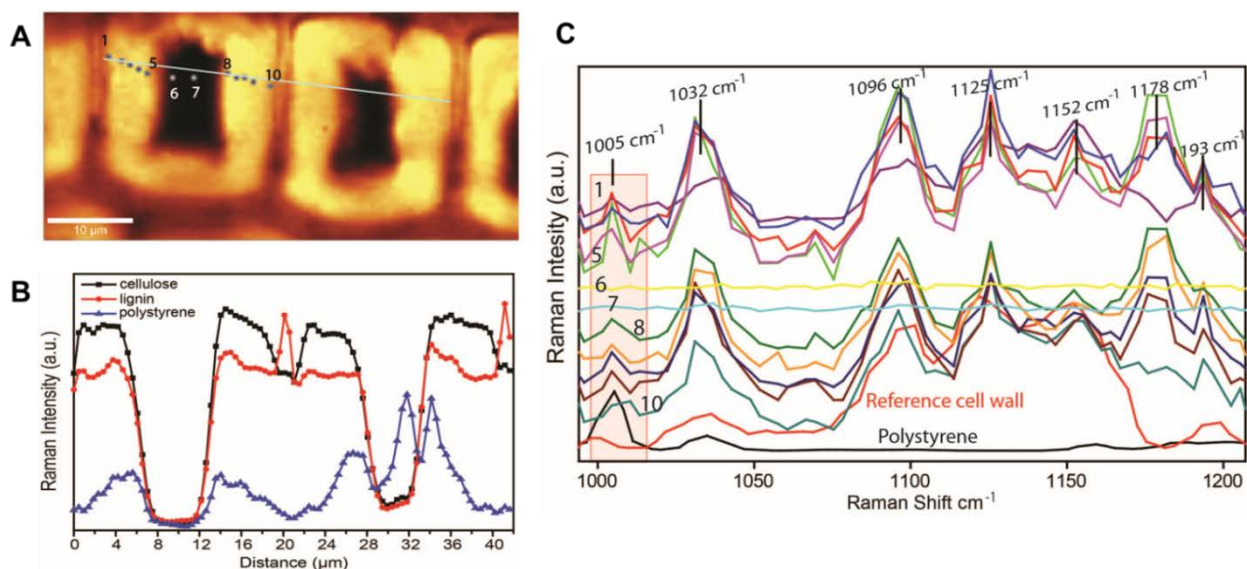 A
1
5
8
10
6
7
10 µm
B
cellulose
lignin
polystyrene
Raman Intensity (a.u.)
0 4 8 12 16 20 24 28 32 36 40
Distance (µm)
C
1005 cm-1
1032 cm-1
1096 cm-1
1125 cm-1
1152 cm-1
1178 cm-1
193 cm-1
1
5
6
7
8
10
Reference cell wall
Polystyrene
Raman Intesity (a.u.)
1000 1050 1100 1150 1200
Raman Shift cm-1